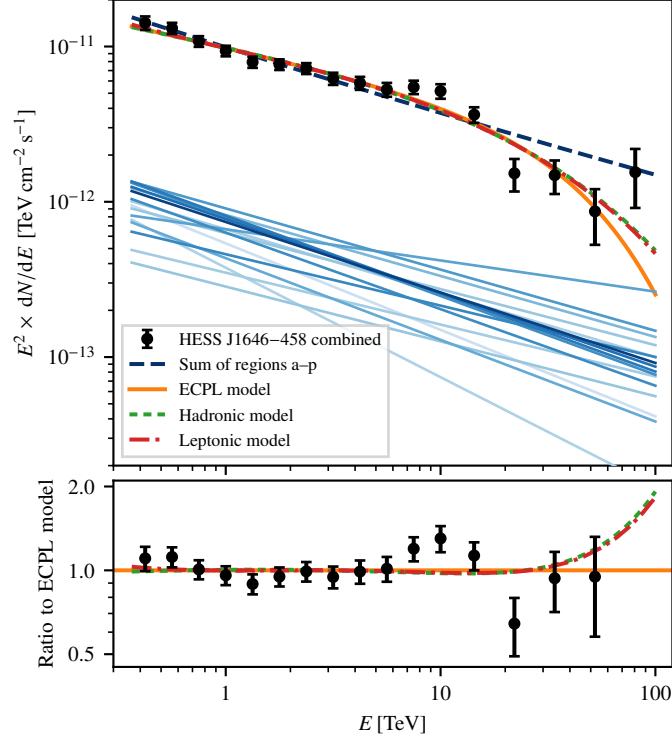 10⁻¹¹
10⁻¹²
10⁻¹³
E² × dN/dE [TeV cm⁻² s⁻¹]
HESS J1646−458 combined
Sum of regions a–p
ECPL model
Hadronic model
Leptonic model
2.0
1.0
0.5
Ratio to ECPL model
1
10
100
E [TeV]